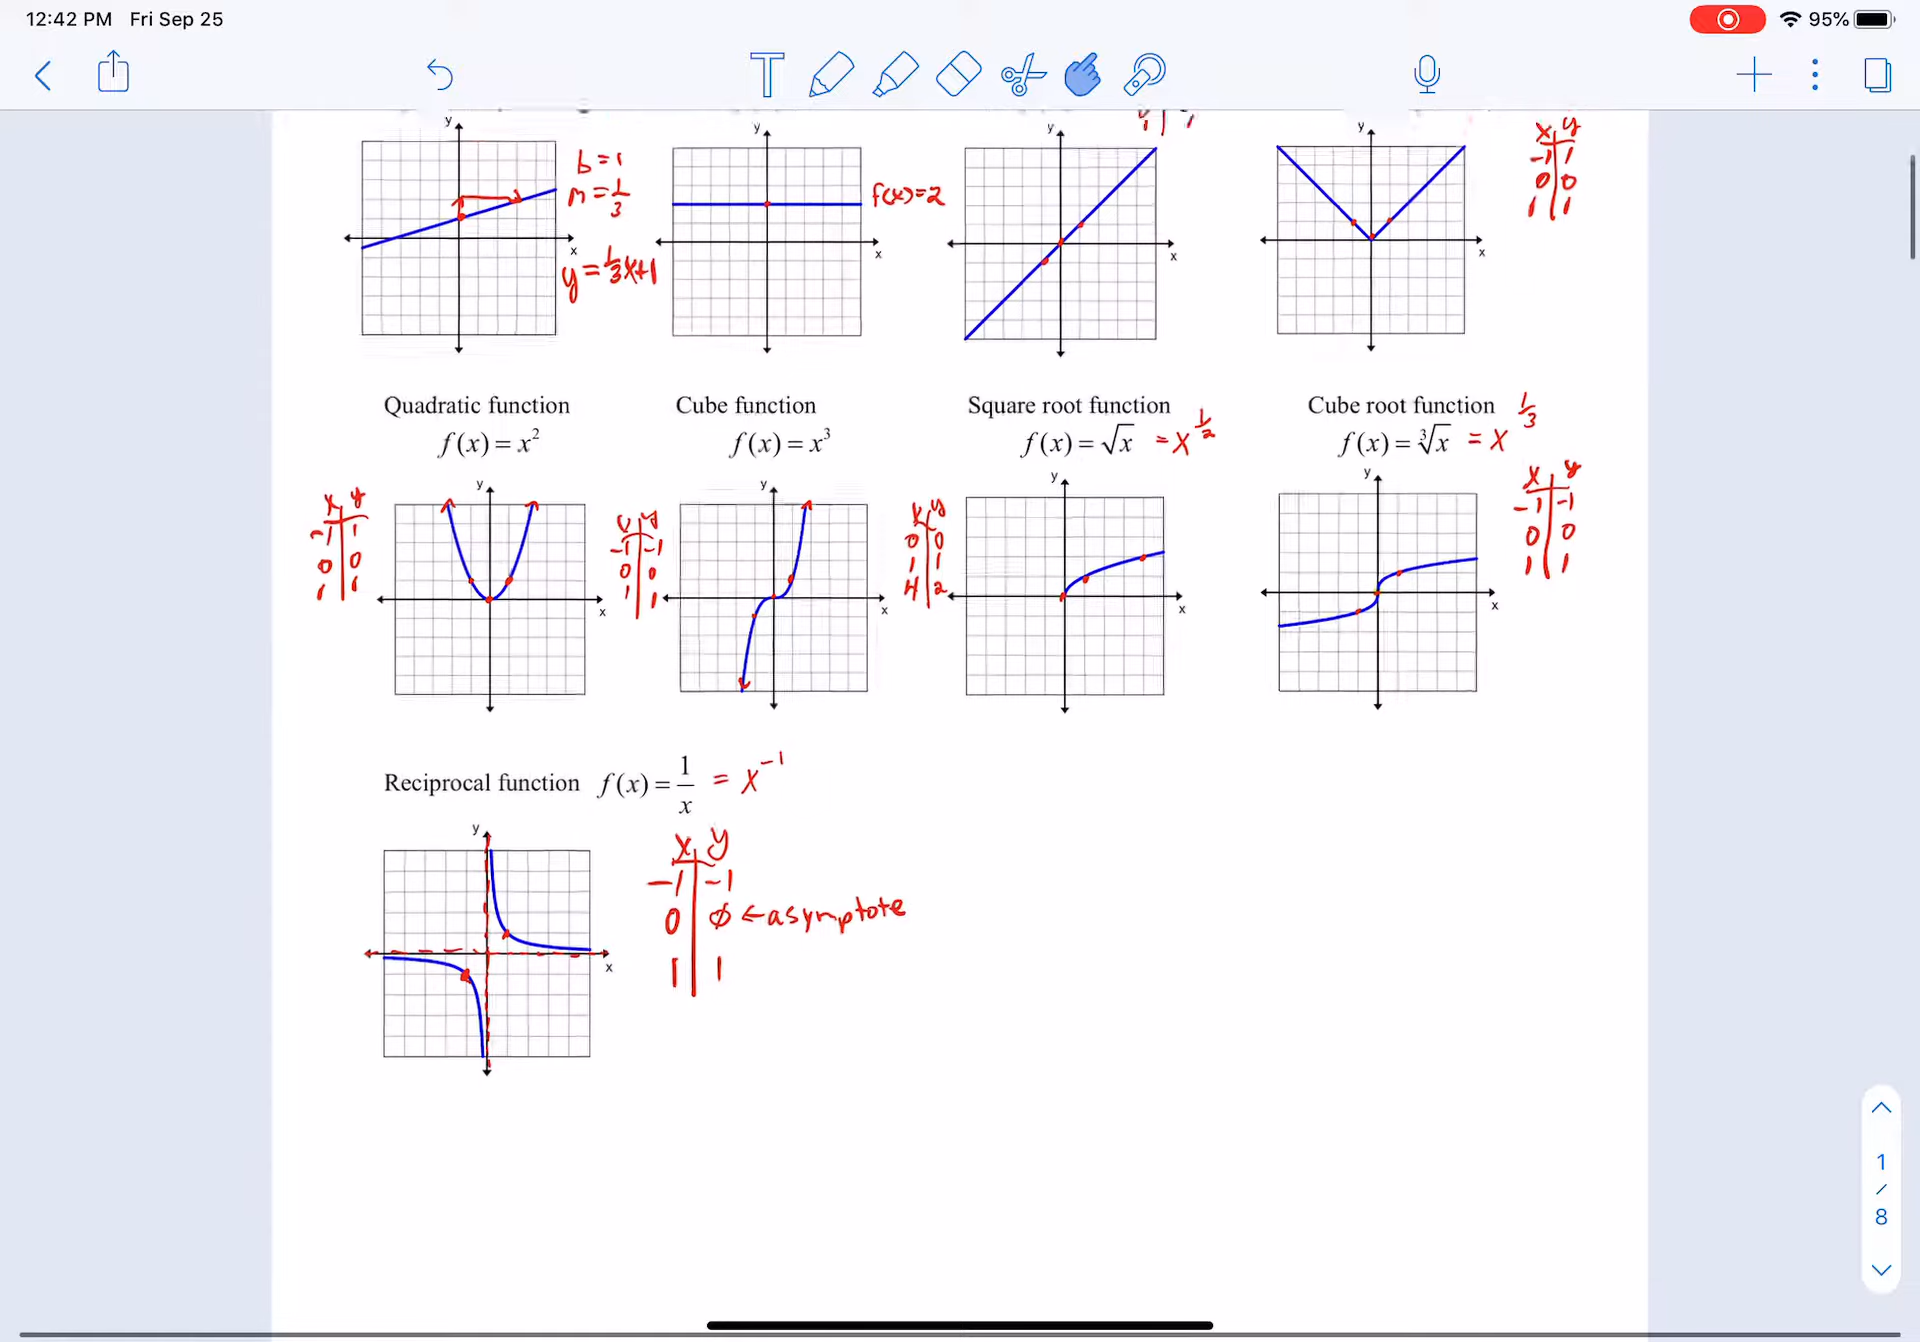 12:42 PM Fri Sep 25
95%
T
y
b = 1
m = 1/3
x
y = 1/3x+1
y
f(x)=2
x
y
x
y
x
x y
-1 1
0 0
1 1
Quadratic function
f(x) = x²
x y
-1 1
0 0
1 1
y
x
Cube function
f(x) = x³
x y
-1 -1
0 0
1 1
y
x
Square root function
f(x) = √x = x^1/2
x y
0 0
1 1
4 2
y
x
Cube root function
f(x) = ∛x = x^1/3
y
x
x y
-1 -1
0 0
1 1
Reciprocal function f(x) = 1/x = x⁻¹
y
x
x y
-1 -1
0 ∅ ← asymptote
1 1
1
/
8